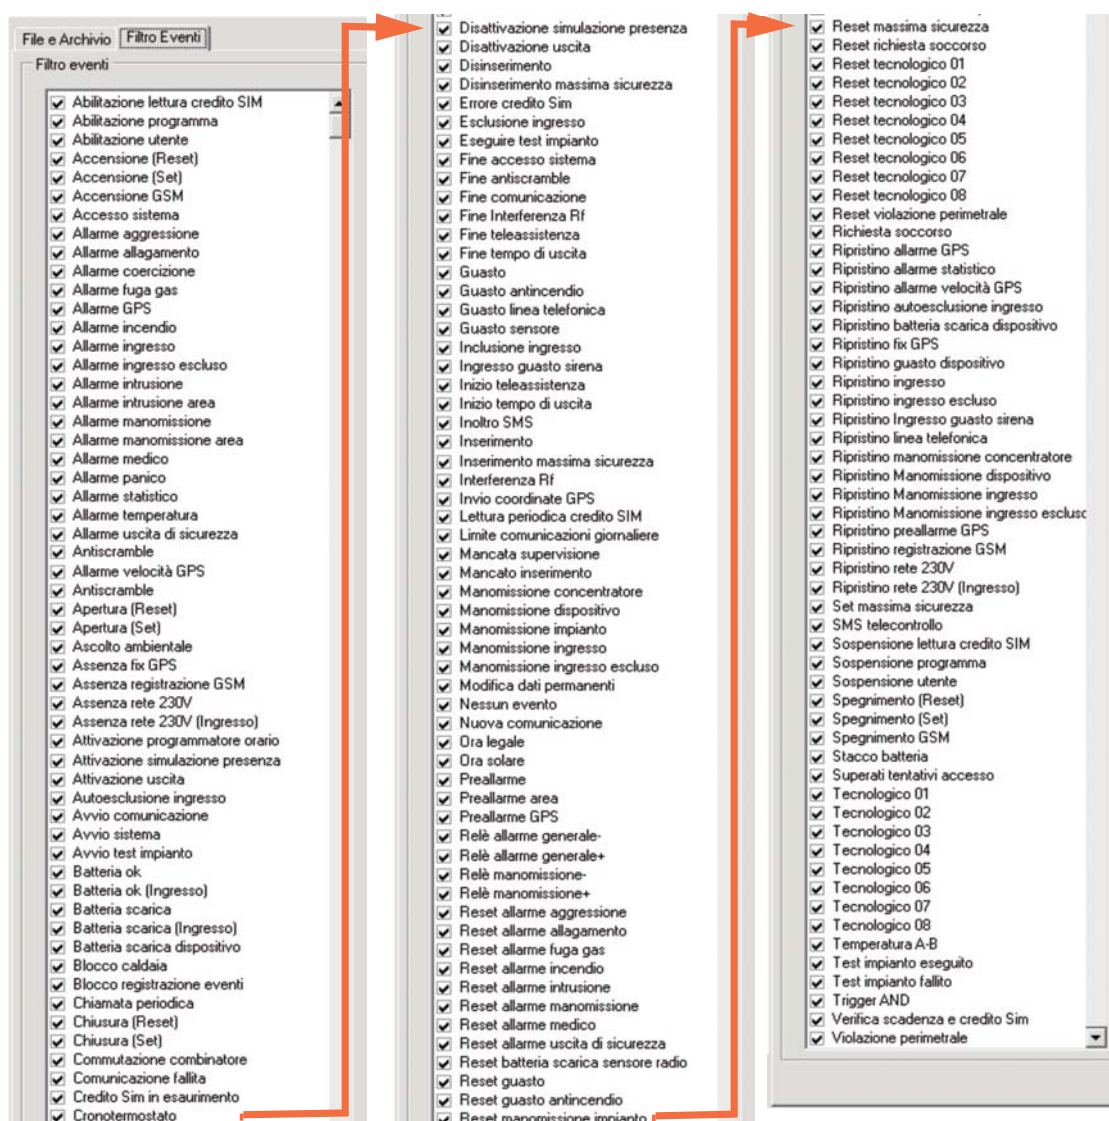 File e Archivio
Filtro Eventi
Filtro eventi
Abilitazione lettura credito SIM
Abilitazione programma
Abilitazione utente
Accensione (Reset)
Accensione (Set)
Accensione GSM
Accesso sistema
Allarme aggressione
Allarme allagamento
Allarme coercizione
Allarme fuga gas
Allarme GPS
Allarme incendio
Allarme ingresso
Allarme ingresso escluso
Allarme intrusione
Allarme intrusione area
Allarme manomissione
Allarme manomissione area
Allarme medico
Allarme panico
Allarme statistico
Allarme temperatura
Allarme uscita di sicurezza
Antiscramble
Allarme velocità GPS
Antiscramble
Apertura (Reset)
Apertura (Set)
Ascolto ambientale
Assenza fix GPS
Assenza registrazione GSM
Assenza rete 230V
Assenza rete 230V (Ingresso)
Attivazione programmatore orario
Attivazione simulazione presenza
Attivazione uscita
Autoesclusione ingresso
Avvio comunicazione
Avvio sistema
Avvio test impianto
Batteria ok
Batteria ok (Ingresso)
Batteria scarica
Batteria scarica (Ingresso)
Batteria scarica dispositivo
Blocco caldaia
Blocco registrazione eventi
Chiamata periodica
Chiusura (Reset)
Chiusura (Set)
Commutazione combinatore
Comunicazione fallita
Credito Sim in esaurimento
Cronotermostato
Disattivazione simulazione presenza
Disattivazione uscita
Disinserimento
Disinserimento massima sicurezza
Errore credito Sim
Esclusione ingresso
Eseguire test impianto
Fine accesso sistema
Fine antiscramble
Fine comunicazione
Fine Interferenza Rf
Fine teleassistenza
Fine tempo di uscita
Guasto
Guasto antincendio
Guasto linea telefonica
Guasto sensore
Inclusione ingresso
Ingresso guasto sirena
Inizio teleassistenza
Inizio tempo di uscita
Inoltro SMS
Inserimento
Inserimento massima sicurezza
Interferenza Rf
Invio coordinate GPS
Lettura periodica credito SIM
Limite comunicazioni giornaliere
Mancata supervisione
Mancato inserimento
Manomissione concentratore
Manomissione dispositivo
Manomissione impianto
Manomissione ingresso
Manomissione ingresso escluso
Modifica dati permanenti
Nessun evento
Nuova comunicazione
Ora legale
Ora solare
Preallarme
Preallarme area
Preallarme GPS
Relè allarme generale-
Relè allarme generale+
Relè manomissione-
Relè manomissione+
Reset allarme aggressione
Reset allarme allagamento
Reset allarme fuga gas
Reset allarme incendio
Reset allarme intrusione
Reset allarme manomissione
Reset allarme medico
Reset allarme uscita di sicurezza
Reset batteria scarica sensore radio
Reset guasto
Reset guasto antincendio
Reset manomissione impianto
Reset massima sicurezza
Reset richiesta soccorso
Reset tecnologico 01
Reset tecnologico 02
Reset tecnologico 03
Reset tecnologico 04
Reset tecnologico 05
Reset tecnologico 06
Reset tecnologico 07
Reset tecnologico 08
Reset violazione perimetrale
Richiesta soccorso
Ripristino allarme GPS
Ripristino allarme statistico
Ripristino allarme velocità GPS
Ripristino autoesclusione ingresso
Ripristino batteria scarica dispositivo
Ripristino fix GPS
Ripristino guasto dispositivo
Ripristino ingresso
Ripristino ingresso escluso
Ripristino Ingresso guasto sirena
Ripristino linea telefonica
Ripristino manomissione concentratore
Ripristino Manomissione dispositivo
Ripristino Manomissione ingresso
Ripristino Manomissione ingresso esclusc
Ripristino preallarme GPS
Ripristino registrazione GSM
Ripristino rete 230V
Ripristino rete 230V (Ingresso)
Set massima sicurezza
SMS telecontrollo
Sospensione lettura credito SIM
Sospensione programma
Sospensione utente
Spegnimento (Reset)
Spegnimento (Set)
Spegnimento GSM
Stacco batteria
Superati tentativi accesso
Tecnologico 01
Tecnologico 02
Tecnologico 03
Tecnologico 04
Tecnologico 05
Tecnologico 06
Tecnologico 07
Tecnologico 08
Temperatura A-B
Test impianto eseguito
Test impianto fallito
Trigger AND
Verifica scadenza e credito Sim
Violazione perimetrale